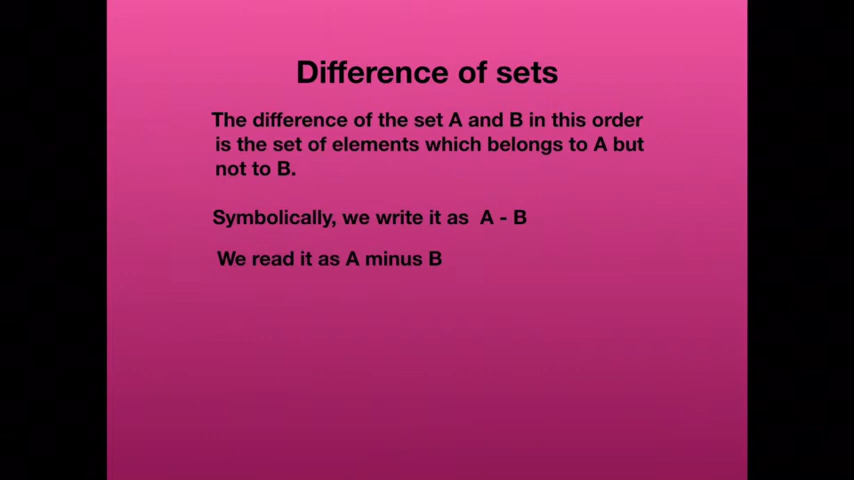 Difference of sets
The difference of the set A and B in this order
is the set of elements which belongs to A but
not to B.
Symbolically, we write it as A - B
We read it as A minus B